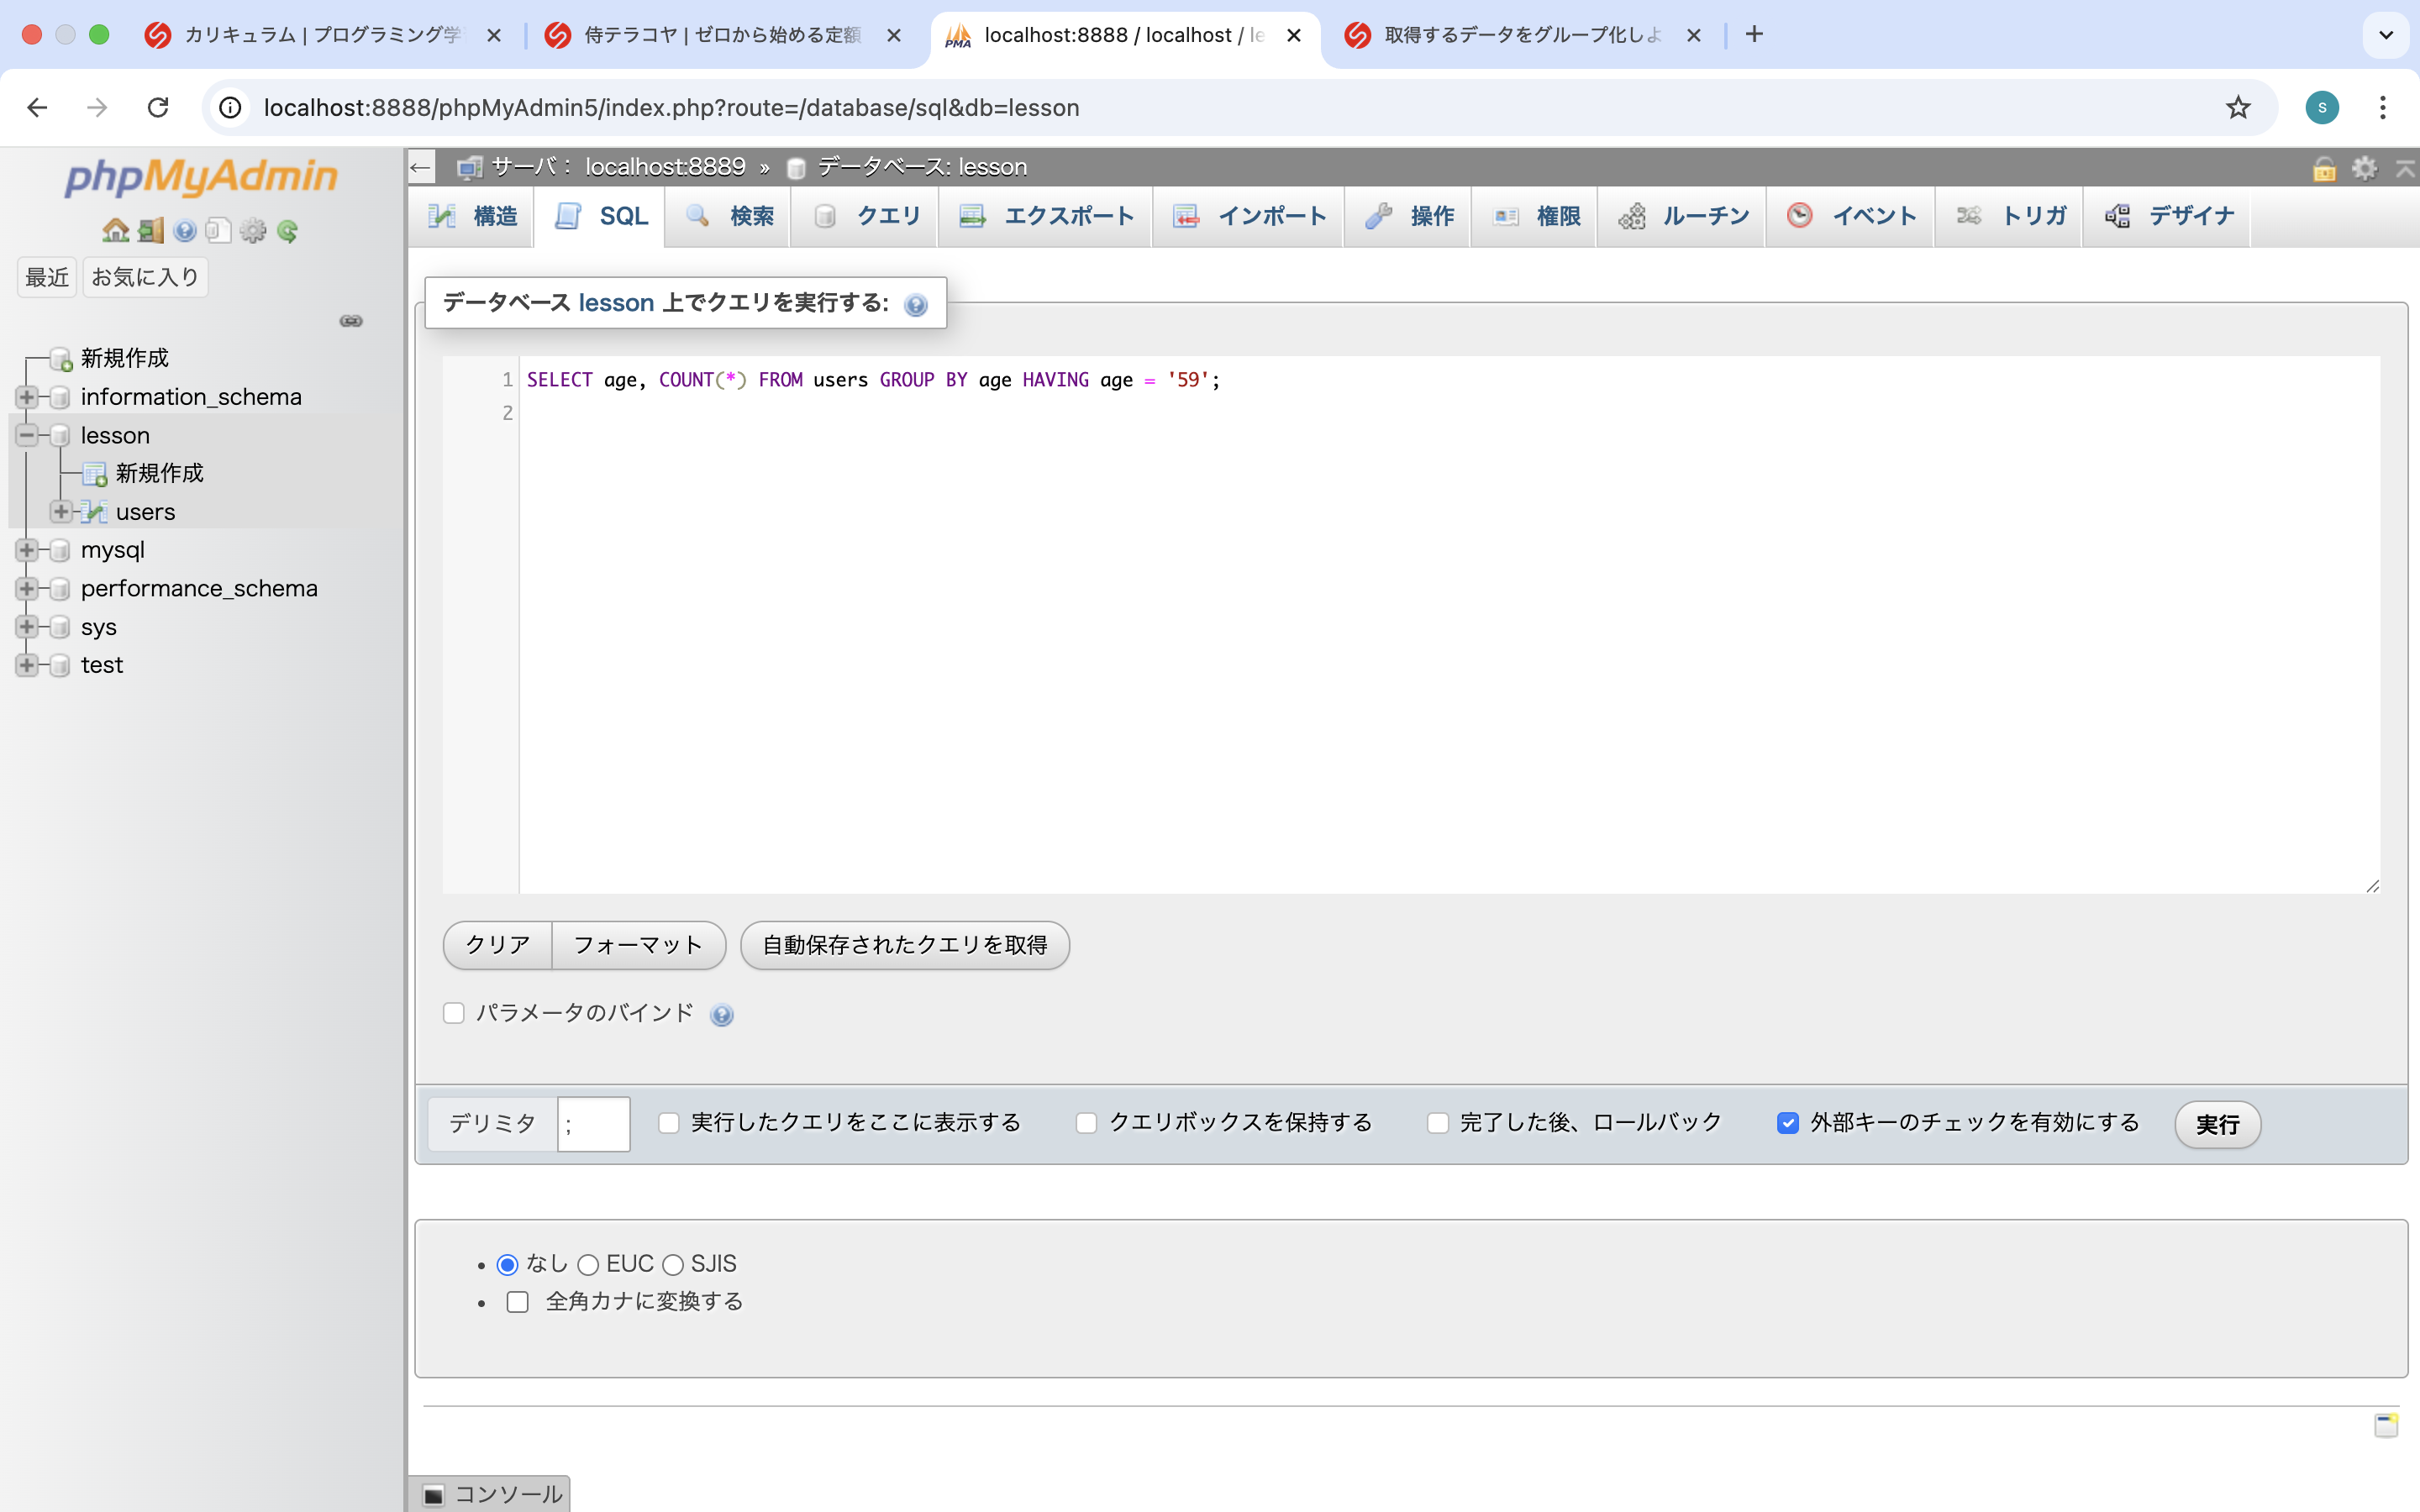 カリキュラム | プログラミング学
侍テラコヤ | ゼロから始める定額
localhost:8888 / localhost / le
取得するデータをグループ化しよ
localhost:8888/phpMyAdmin5/index.php?route=/database/sql&db=lesson
S
phpMyAdmin
最近 お気に入り
新規作成
information_schema
lesson
新規作成
users
mysql
performance_schema
sys
test
サーバ： localhost:8889 » データベース: lesson
構造 SQL 検索 クエリ エクスポート インポート 操作 権限 ルーチン イベント トリガ デザイナ
データベース lesson 上でクエリを実行する:
1 SELECT age, COUNT(*) FROM users GROUP BY age HAVING age = '59';
2
クリア フォーマット 自動保存されたクエリを取得
パラメータのバインド
デリミタ ; 実行したクエリをここに表示する クエリボックスを保持する 完了した後、ロールバック 外部キーのチェックを有効にする 実行
• なし EUC SJIS
• 全角カナに変換する
コンソール